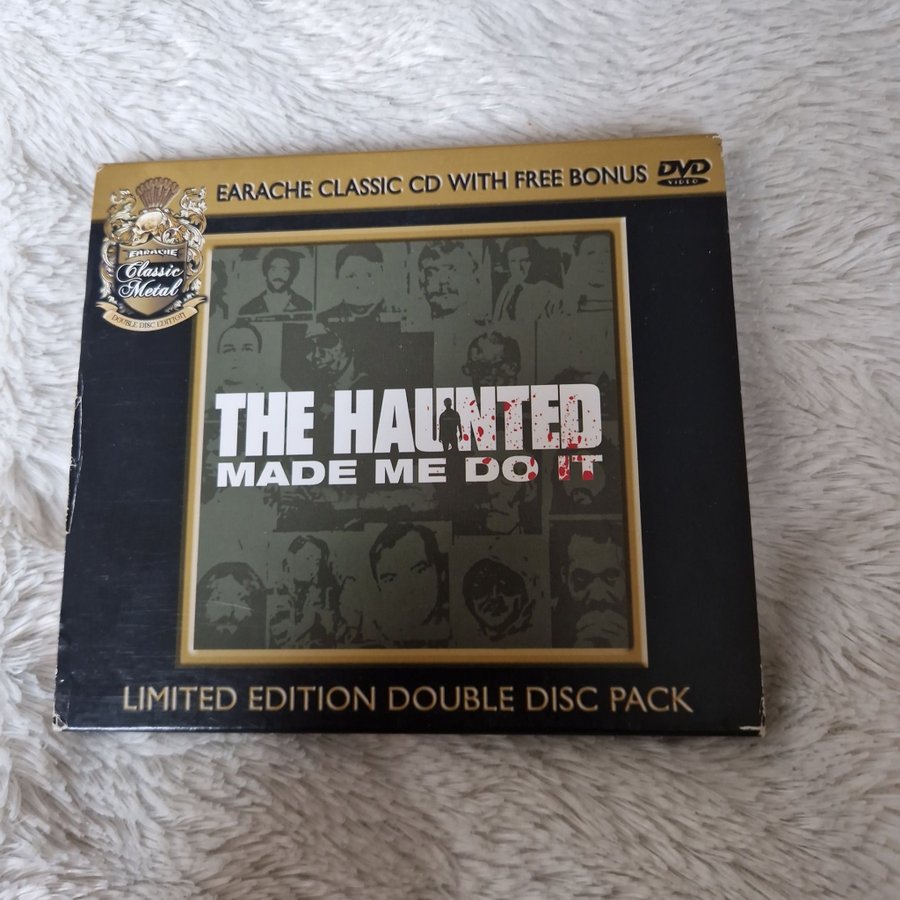 EARACHE CLASSIC CD WITH FREE BONUS DVD
VIDEO
EARACHE
Classic
Metal
DOUBLE DISC EDITION
THE HAUNTED
MADE ME DO IT
LIMITED EDITION DOUBLE DISC PACK